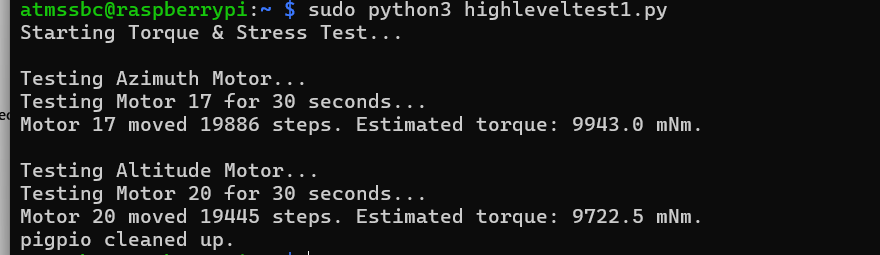 atmssbc@raspberrypi:~ $ sudo python3 highleveltest1.py
Starting Torque & Stress Test...
Testing Azimuth Motor...
Testing Motor 17 for 30 seconds...
Motor 17 moved 19886 steps. Estimated torque: 9943.0 mNm.
Testing Altitude Motor...
Testing Motor 20 for 30 seconds...
Motor 20 moved 19445 steps. Estimated torque: 9722.5 mNm.
pigpio cleaned up.